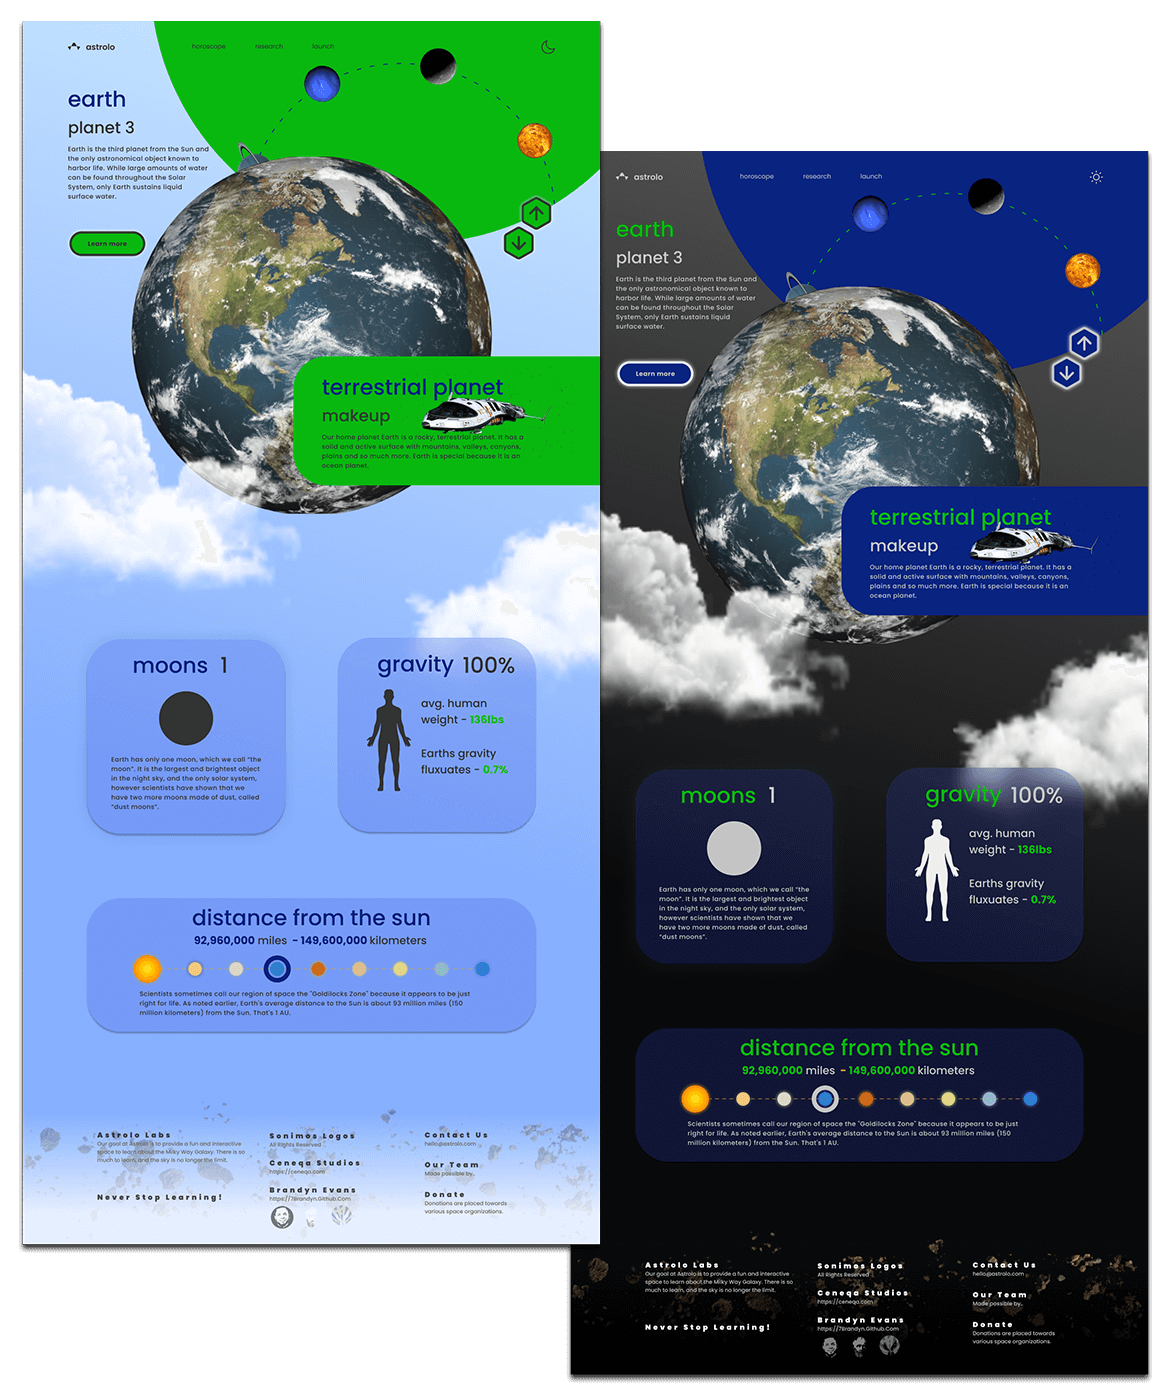 astrolo
horoscope
research
launch
earth
planet 3
Earth is the third planet from the Sun and
the only astronomical object known to
harbor life. While large amounts of water
can be found throughout the Solar
System, only Earth sustains liquid
surface water.
Learn more
terrestrial planet
makeup
Our home planet Earth is a rocky, terrestrial planet. It has a
solid and active surface with mountains, valleys, canyons,
plains and so much more. Earth is special because it is an
ocean planet.
moons 1
Earth has only one moon, which we call "the
moon". It is the largest and brightest object
in the night sky, and the only solar system,
however scientists have shown that we
have two more moons made of dust, called
"dust moons".
gravity 100%
avg. human
weight - 136lbs
Earths gravity
fluxuates - 0.7%
distance from the sun
92,960,000 miles - 149,600,000 kilometers
Scientists sometimes call our region of space the "Goldilocks Zone" because it appears to be just
right for life. As noted earlier, Earth's average distance to the Sun is about 93 million miles (150
million kilometers) from the Sun. That's 1 AU.
Astrolo Labs
Our goal at Astrolo is to provide a fun and interactive
space to learn about the Milky Way Galaxy. There is so
much to learn, and the sky is no longer the limit.
Never Stop Learning!
Sonimos Logos
All Rights Reserved
Ceneqa Studios
https://ceneqa.com
Brandyn Evans
https://7Brandyn.Github.Com
Contact Us
hello@astrolo.com
Our Team
Made possible by.
Donate
Donations are placed towards
various space organizations.
astrolo
horoscope
research
launch
earth
planet 3
Earth is the third planet from the Sun and
the only astronomical object known to
harbor life. While large amounts of water
can be found throughout the Solar
System, only Earth sustains liquid
surface water.
Learn more
terrestrial planet
makeup
Our home planet Earth is a rocky, terrestrial planet. It has a
solid and active surface with mountains, valleys, canyons,
plains and so much more. Earth is special because it is an
ocean planet.
moons 1
Earth has only one moon, which we call "the
moon". It is the largest and brightest object
in the night sky, and the only solar system,
however scientists have shown that we
have two more moons made of dust, called
"dust moons".
gravity 100%
avg. human
weight - 136lbs
Earths gravity
fluxuates - 0.7%
distance from the sun
92,960,000 miles - 149,600,000 kilometers
Scientists sometimes call our region of space the "Goldilocks Zone" because it appears to be just
right for life. As noted earlier, Earth's average distance to the Sun is about 93 million miles (150
million kilometers) from the Sun. That's 1 AU.
Astrolo Labs
Our goal at Astrolo is to provide a fun and interactive
space to learn about the Milky Way Galaxy. There is so
much to learn, and the sky is no longer the limit.
Never Stop Learning!
Sonimos Logos
All Rights Reserved
Ceneqa Studios
https://ceneqa.com
Brandyn Evans
https://7Brandyn.Github.Com
Contact Us
hello@astrolo.com
Our Team
Made possible by.
Donate
Donations are placed towards
various space organizations.